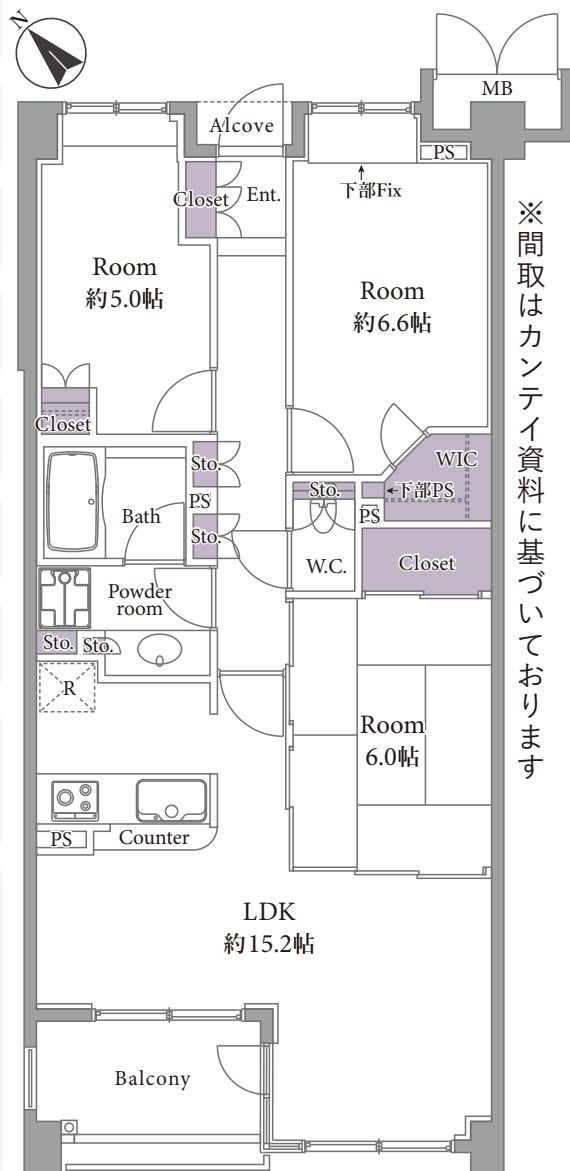 N
MB
Alcove
PS
Closet
Ent.
下部Fix
Room
約5.0帖
Room
約6.6帖
Closet
WIC
Sto.
Sto.
下部PS
PS
PS
Bath
Sto.
W.C.
Closet
Powder
room
Sto.
Sto.
R
Room
6.0帖
PS
Counter
LDK
約15.2帖
Balcony
※間取はカンテイ資料に基づいております